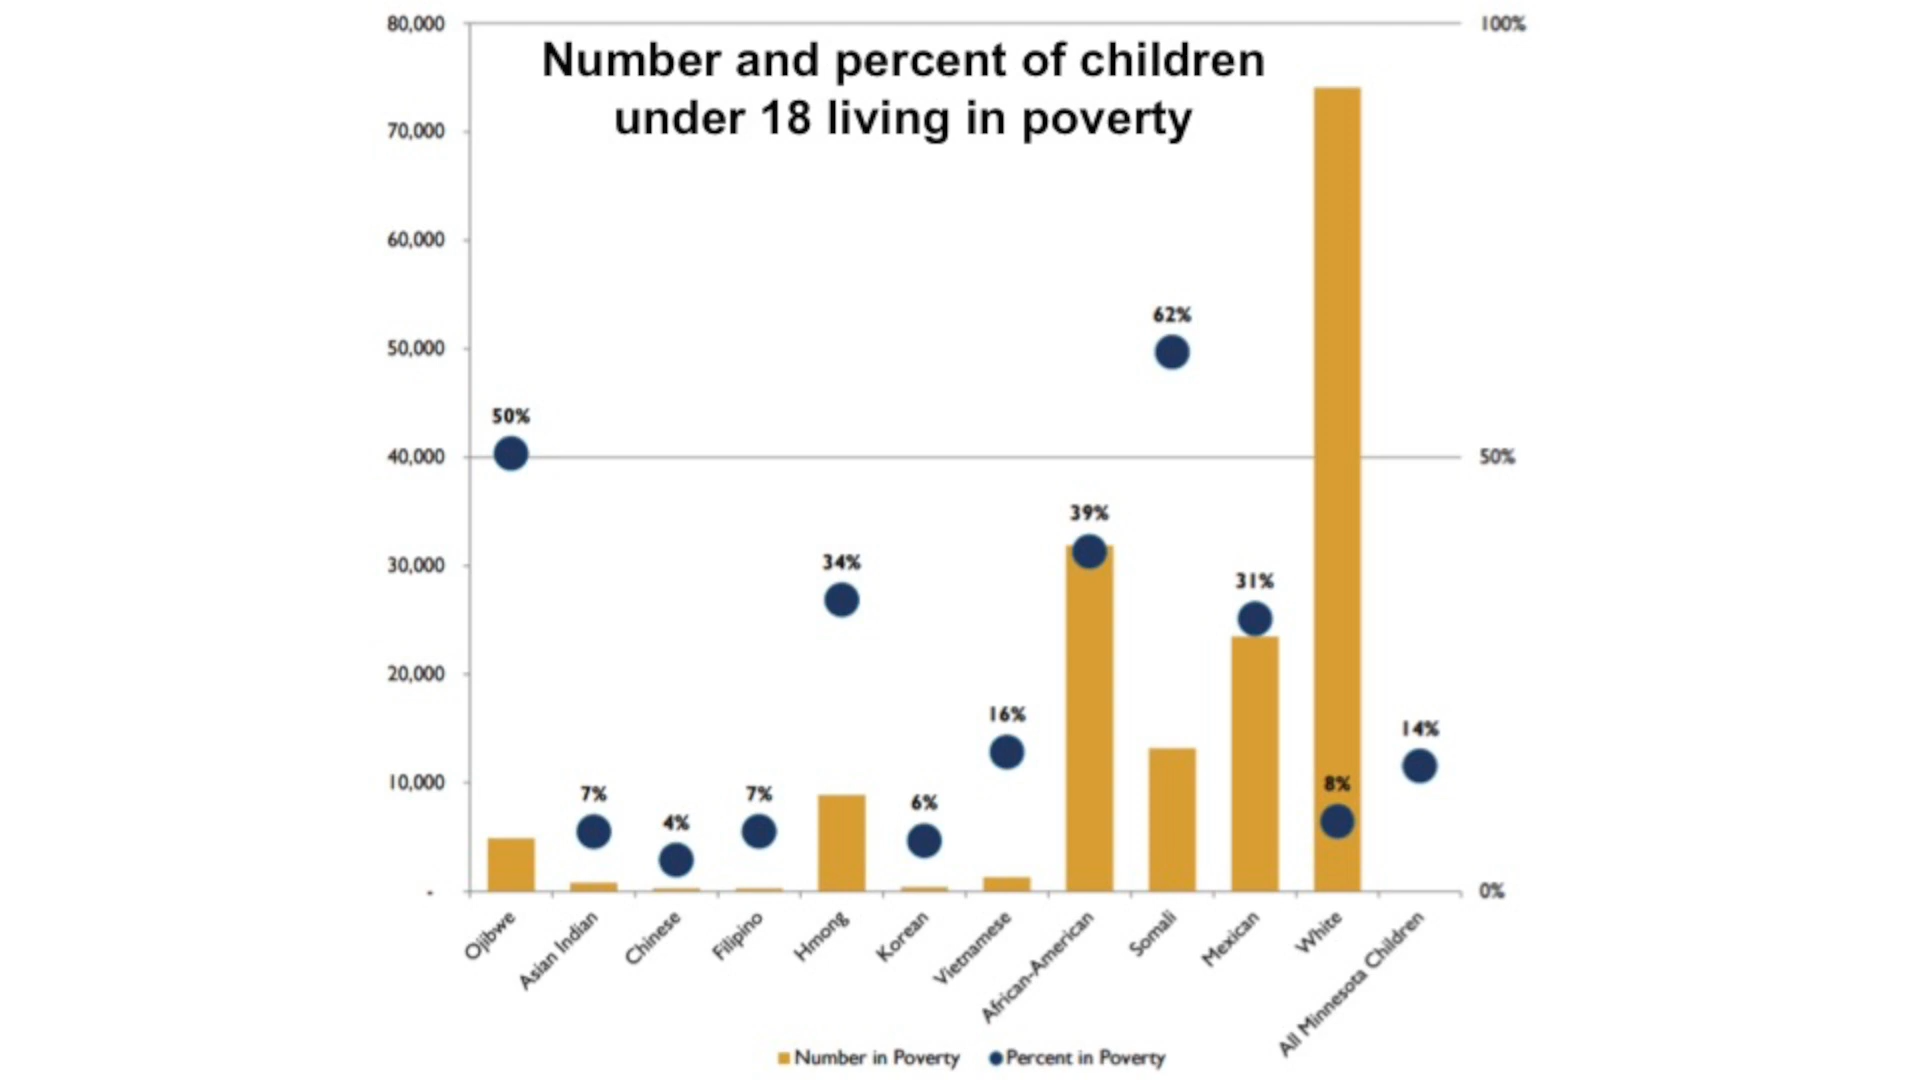 Number and percent of children
under 18 living in poverty
80,000
70,000
60,000
50,000
40,000
30,000
20,000
10,000
-
100%
50%
0%
50%
7%
4%
7%
34%
6%
16%
39%
62%
31%
8%
14%
Ojibwe
Asian Indian
Chinese
Filipino
Hmong
Korean
Vietnamese
African-American
Somali
Mexican
White
All Minnesota Children
Number in Poverty
Percent in Poverty